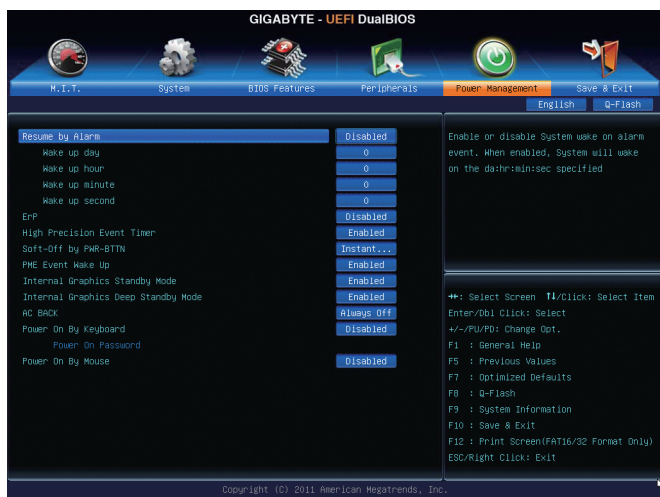 GIGABYTE - UEFI DualBIOS
M.I.T.
System
BIOS Features
Peripherals
Power Management
Save & Exit
English
Q-Flash
Resume by Alarm Disabled
Wake up day 0
Wake up hour 0
Wake up minute 0
Wake up second 0
ErP Disabled
High Precision Event Timer Enabled
Soft-Off by PWR-BTTN Instant...
PME Event Wake Up Enabled
Internal Graphics Standby Mode Enabled
Internal Graphics Deep Standby Mode Enabled
AC BACK Always Off
Power On By Keyboard Disabled
Power On Password
Power On By Mouse Disabled
Enable or disable System wake on alarm
event. When enabled, System will wake
on the da:hr:min:sec specified
→←: Select Screen ↑↓/Click: Select Item
Enter/Dbl Click: Select
+/-/PU/PD: Change Opt.
F1 : General Help
F5 : Previous Values
F7 : Optimized Defaults
F8 : Q-Flash
F9 : System Information
F10 : Save & Exit
F12 : Print Screen(FAT16/32 Format Only)
ESC/Right Click: Exit
Copyright (C) 2011 American Megatrends, Inc.